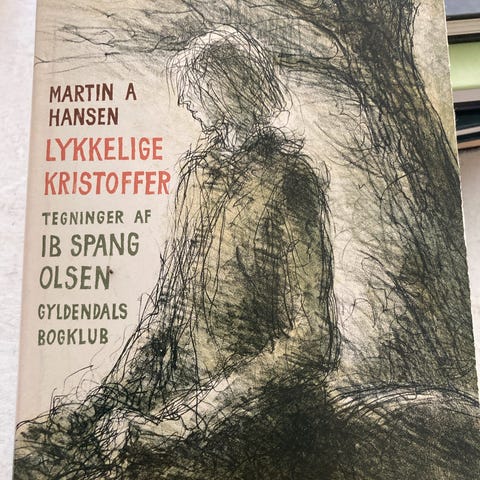 MARTIN A
HANSEN
LYKKELIGE
KRISTOFFER
TEGNINGER AF
IB SPANG
OLSEN
GYLDENDALS
BOGKLUB